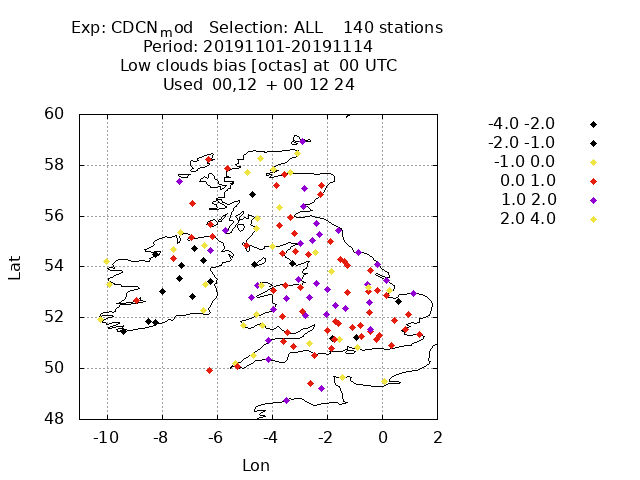 Exp: CDCNmod   Selection: ALL    140 stations
Period: 20191101-20191114
Low clouds bias [octas] at  00 UTC
Used  00,12  + 00 12 24
60
58
56
54
52
50
48
Lat
-10 -8 -6 -4 -2 0 2
Lon
-4.0 -2.0
-2.0 -1.0
-1.0 0.0
0.0 1.0
1.0 2.0
2.0 4.0